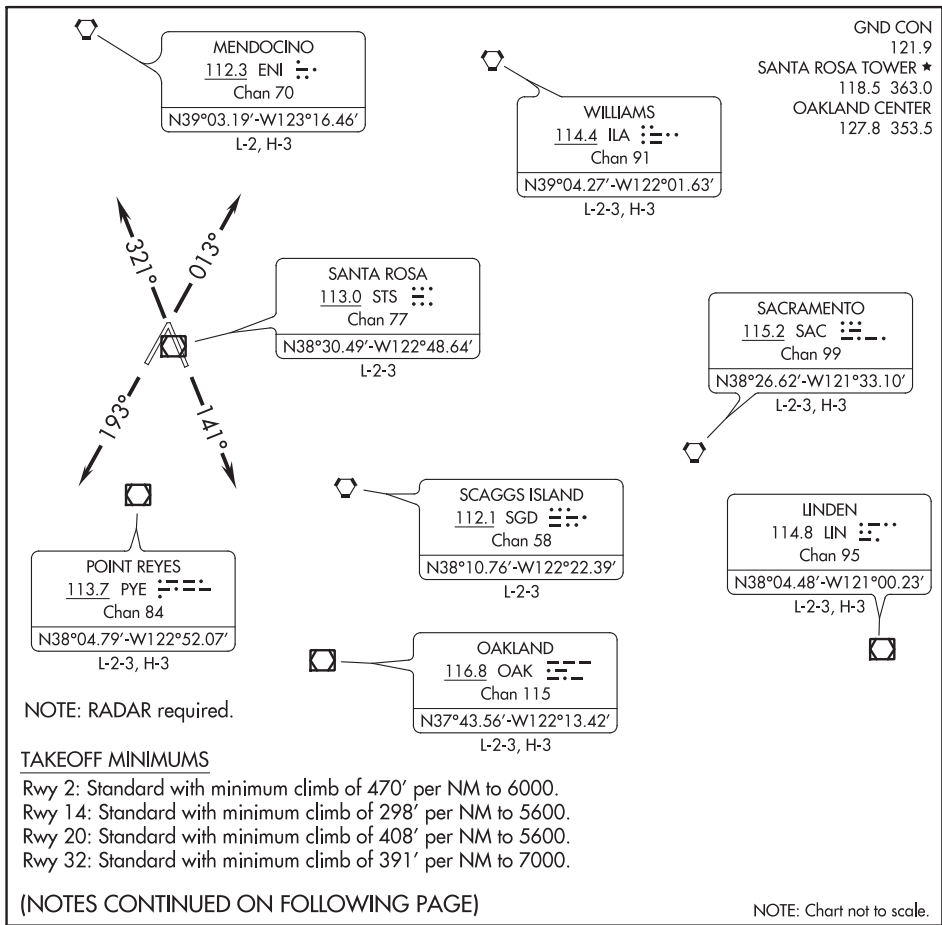 GND CON
121.9
SANTA ROSA TOWER ★
118.5 363.0
OAKLAND CENTER
127.8 353.5
MENDOCINO
112.3 ENI
Chan 70
N39°03.19′-W123°16.46′
L-2, H-3
WILLIAMS
114.4 ILA
Chan 91
N39°04.27′-W122°01.63′
L-2-3, H-3
321°
013°
SANTA ROSA
113.0 STS
Chan 77
N38°30.49′-W122°48.64′
L-2-3
SACRAMENTO
115.2 SAC
Chan 99
N38°26.62′-W121°33.10′
L-2-3, H-3
193°
141°
SCAGGS ISLAND
112.1 SGD
Chan 58
N38°10.76′-W122°22.39′
L-2-3
LINDEN
114.8 LIN
Chan 95
N38°04.48′-W121°00.23′
L-2-3, H-3
POINT REYES
113.7 PYE
Chan 84
N38°04.79′-W122°52.07′
L-2-3, H-3
OAKLAND
116.8 OAK
Chan 115
N37°43.56′-W122°13.42′
L-2-3, H-3
NOTE: RADAR required.
TAKEOFF MINIMUMS
Rwy 2: Standard with minimum climb of 470′ per NM to 6000.
Rwy 14: Standard with minimum climb of 298′ per NM to 5600.
Rwy 20: Standard with minimum climb of 408′ per NM to 5600.
Rwy 32: Standard with minimum climb of 391′ per NM to 7000.
(NOTES CONTINUED ON FOLLOWING PAGE)
NOTE: Chart not to scale.